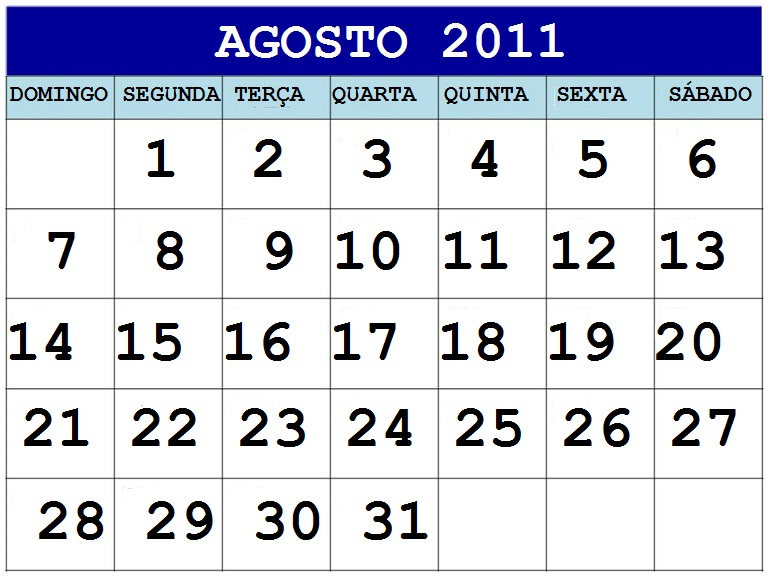 AGOSTO 2011
DOMINGO SEGUNDA TERÇA QUARTA QUINTA SEXTA SÁBADO
1 2 3 4 5 6
7 8 9 10 11 12 13
14 15 16 17 18 19 20
21 22 23 24 25 26 27
28 29 30 31